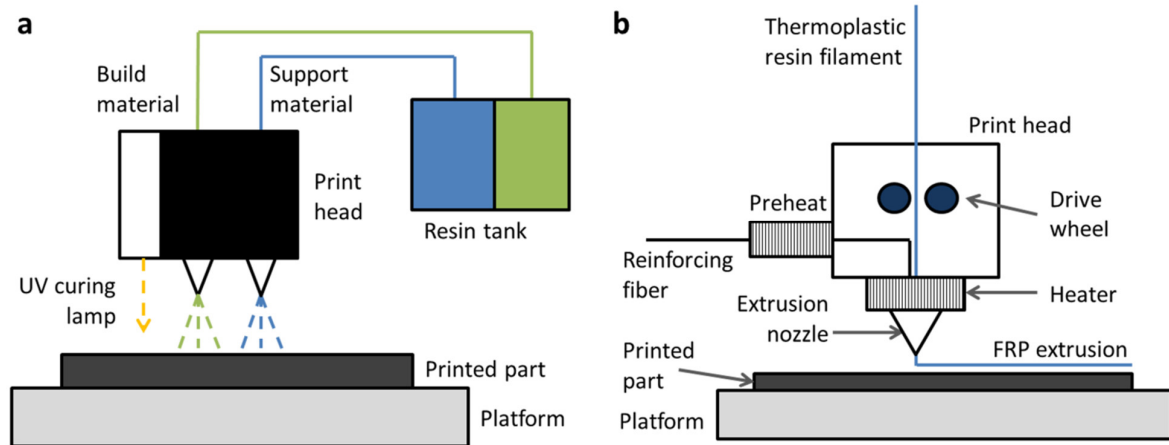 a
Build
material
Support
material
Print
head
Resin tank
UV curing
lamp
Printed part
Platform
b
Thermoplastic
resin filament
Print head
Preheat
Drive
wheel
Reinforcing
fiber
Heater
Extrusion
nozzle
FRP extrusion
Printed
part
Platform